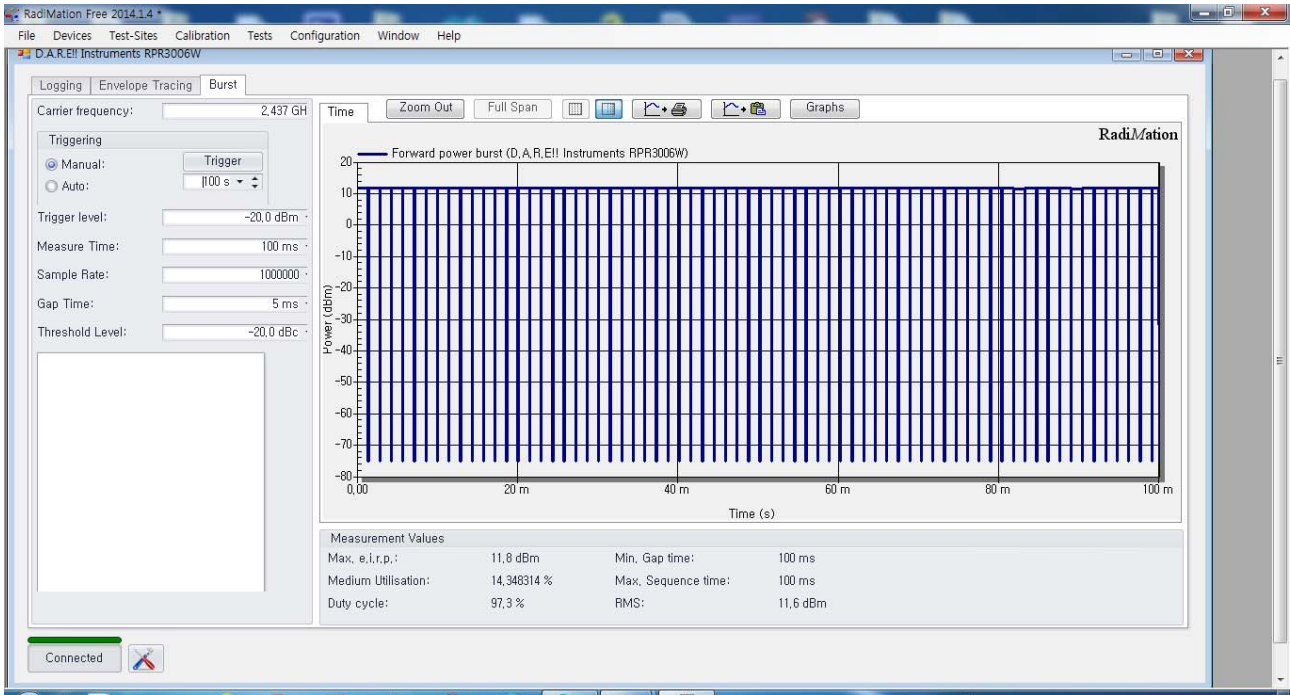 RadiMation Free 2014.1.4 *
File Devices Test-Sites Calibration Tests Configuration Window Help
D.A.R.E!! Instruments RPR3006W
Logging Envelope Tracing Burst
Carrier frequency: 2,437 GH
Triggering
Manual: Trigger
Auto: 100 s
Trigger level: -20,0 dBm
Measure Time: 100 ms
Sample Rate: 1000000
Gap Time: 5 ms
Threshold Level: -20,0 dBc
Time Zoom Out Full Span Graphs
RadiMation
Forward power burst (D,A,R,E!! Instruments RPR3006W)
Power (dBm)
20
10
0
-10
-20
-30
-40
-50
-60
-70
-80
0,00 20 m 40 m 60 m 80 m 100 m
Time (s)
Measurement Values
Max, e,i,r,p,: 11,8 dBm Min, Gap time: 100 ms
Medium Utilisation: 14,348314 % Max, Sequence time: 100 ms
Duty cycle: 97,3 % RMS: 11,6 dBm
Connected